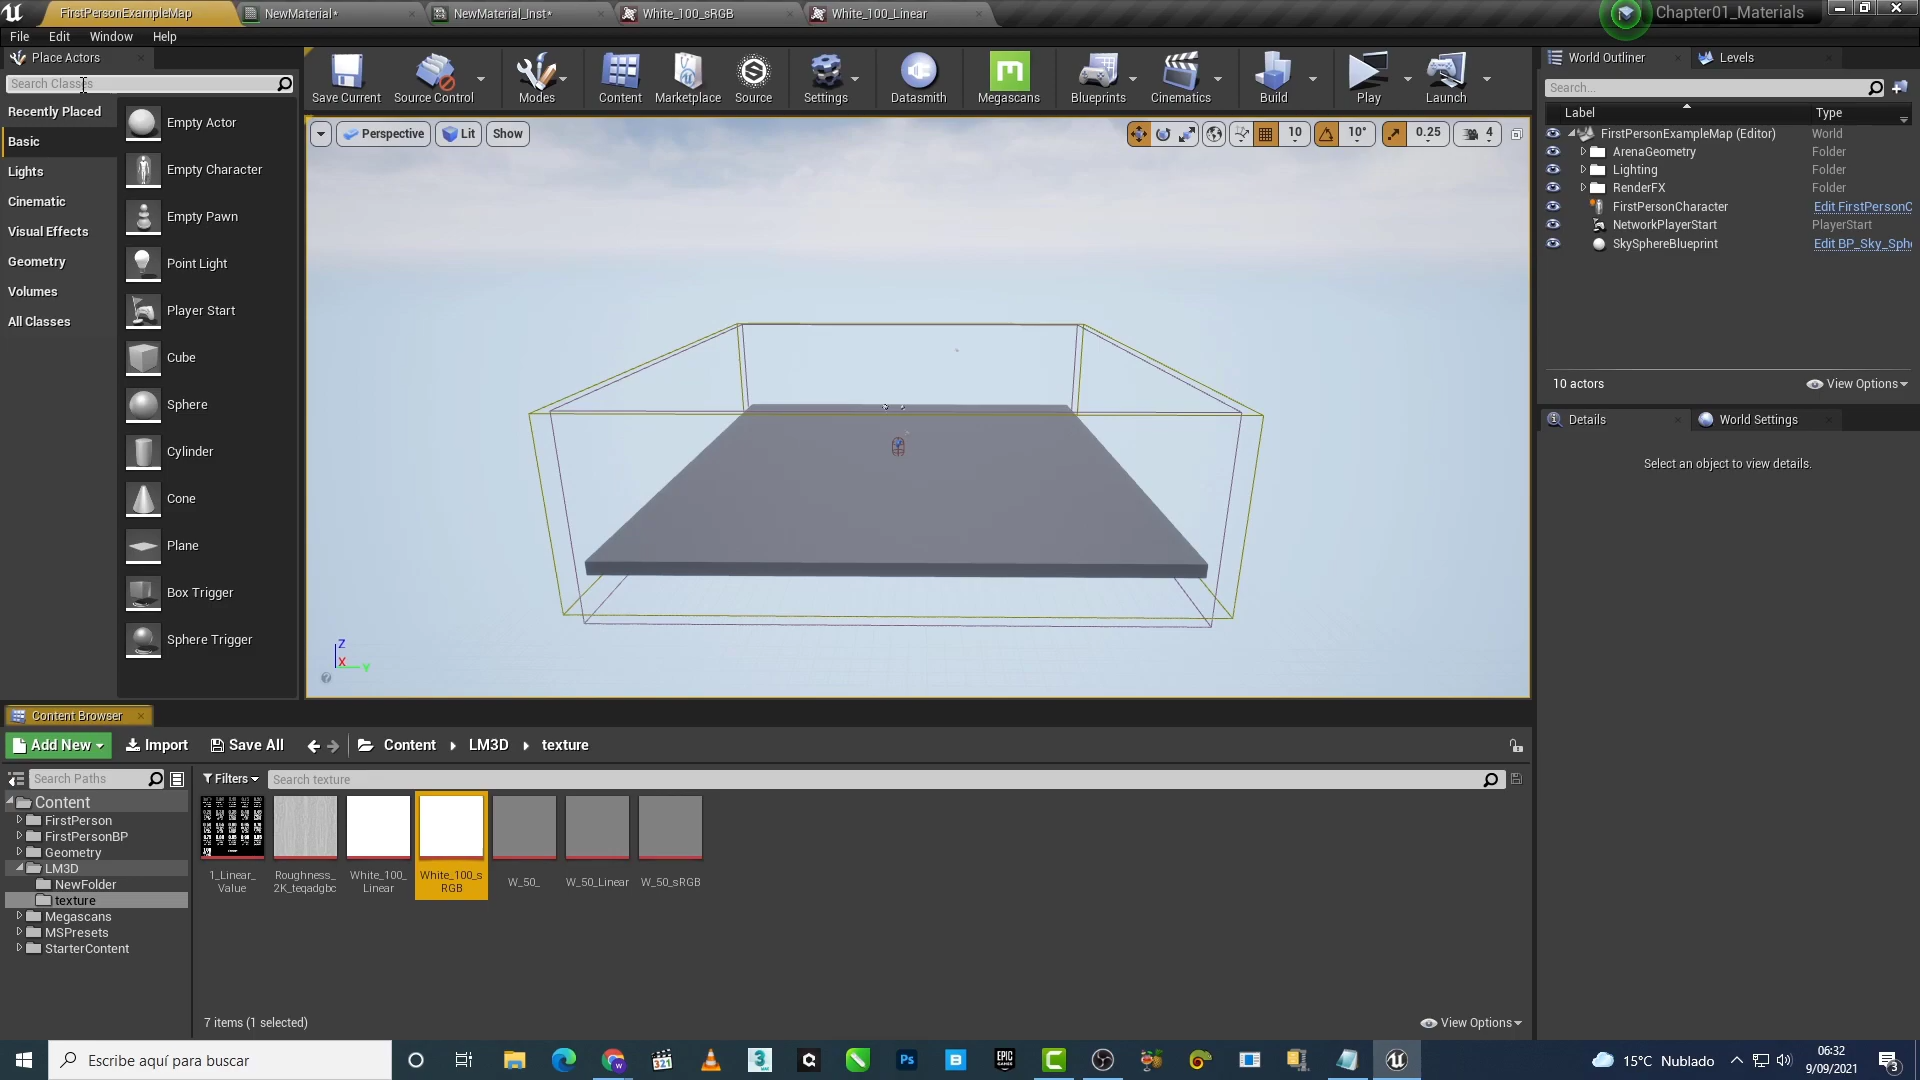 FirstPersonExampleMap
NewMaterial*
NewMaterial_Inst*
White_100_sRGB
White_100_Linear
Chapter01_Materials
File Edit Window Help
Place Actors
Search Classes
Recently Placed
Basic
Lights
Cinematic
Visual Effects
Geometry
Volumes
All Classes
Empty Actor
Empty Character
Empty Pawn
Point Light
Player Start
Cube
Sphere
Cylinder
Cone
Plane
Box Trigger
Sphere Trigger
Save Current
Source Control
Modes
Content
Marketplace
Source
Settings
Datasmith
Megascans
Blueprints
Cinematics
Build
Play
Launch
Perspective
Lit
Show
10
10°
0.25
4
Z
X
Y
World Outliner
Levels
Search...
Label Type
FirstPersonExampleMap (Editor) World
ArenaGeometry Folder
Lighting Folder
RenderFX Folder
FirstPersonCharacter Edit FirstPersonC
NetworkPlayerStart PlayerStart
SkySphereBlueprint Edit BP_Sky_Sph
10 actors
View Options
Details
World Settings
Select an object to view details.
Content Browser
Add New
Import
Save All
Content LM3D texture
Search Paths
Filters
Search texture
Content
FirstPerson
FirstPersonBP
Geometry
LM3D
NewFolder
texture
Megascans
MSPresets
StarterContent
1_Linear_
Value
Roughness_
2K_teqadgbc
White_100_
Linear
White_100_s
RGB
W_50_
W_50_Linear
W_50_sRGB
7 items (1 selected)
View Options
Escribe aquí para buscar
15°C Nublado
06:32
9/09/2021
3